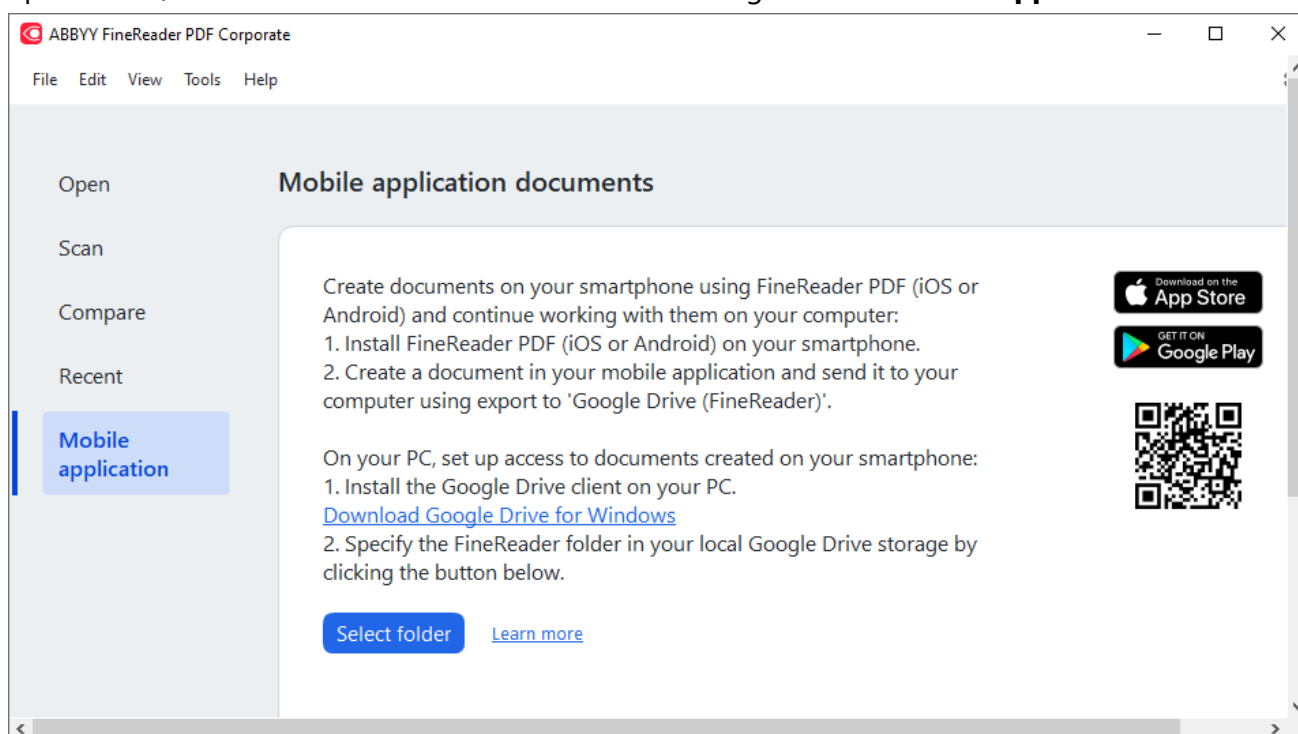 ABBYY FineReader PDF Corporate
File Edit View Tools Help
Open
Scan
Compare
Recent
Mobile
application
Mobile application documents
Create documents on your smartphone using FineReader PDF (iOS or
Android) and continue working with them on your computer:
1. Install FineReader PDF (iOS or Android) on your smartphone.
2. Create a document in your mobile application and send it to your
computer using export to 'Google Drive (FineReader)'.
On your PC, set up access to documents created on your smartphone:
1. Install the Google Drive client on your PC.
Download Google Drive for Windows
2. Specify the FineReader folder in your local Google Drive storage by
clicking the button below.
Select folder Learn more
Download on the
App Store
GET IT ON
Google Play